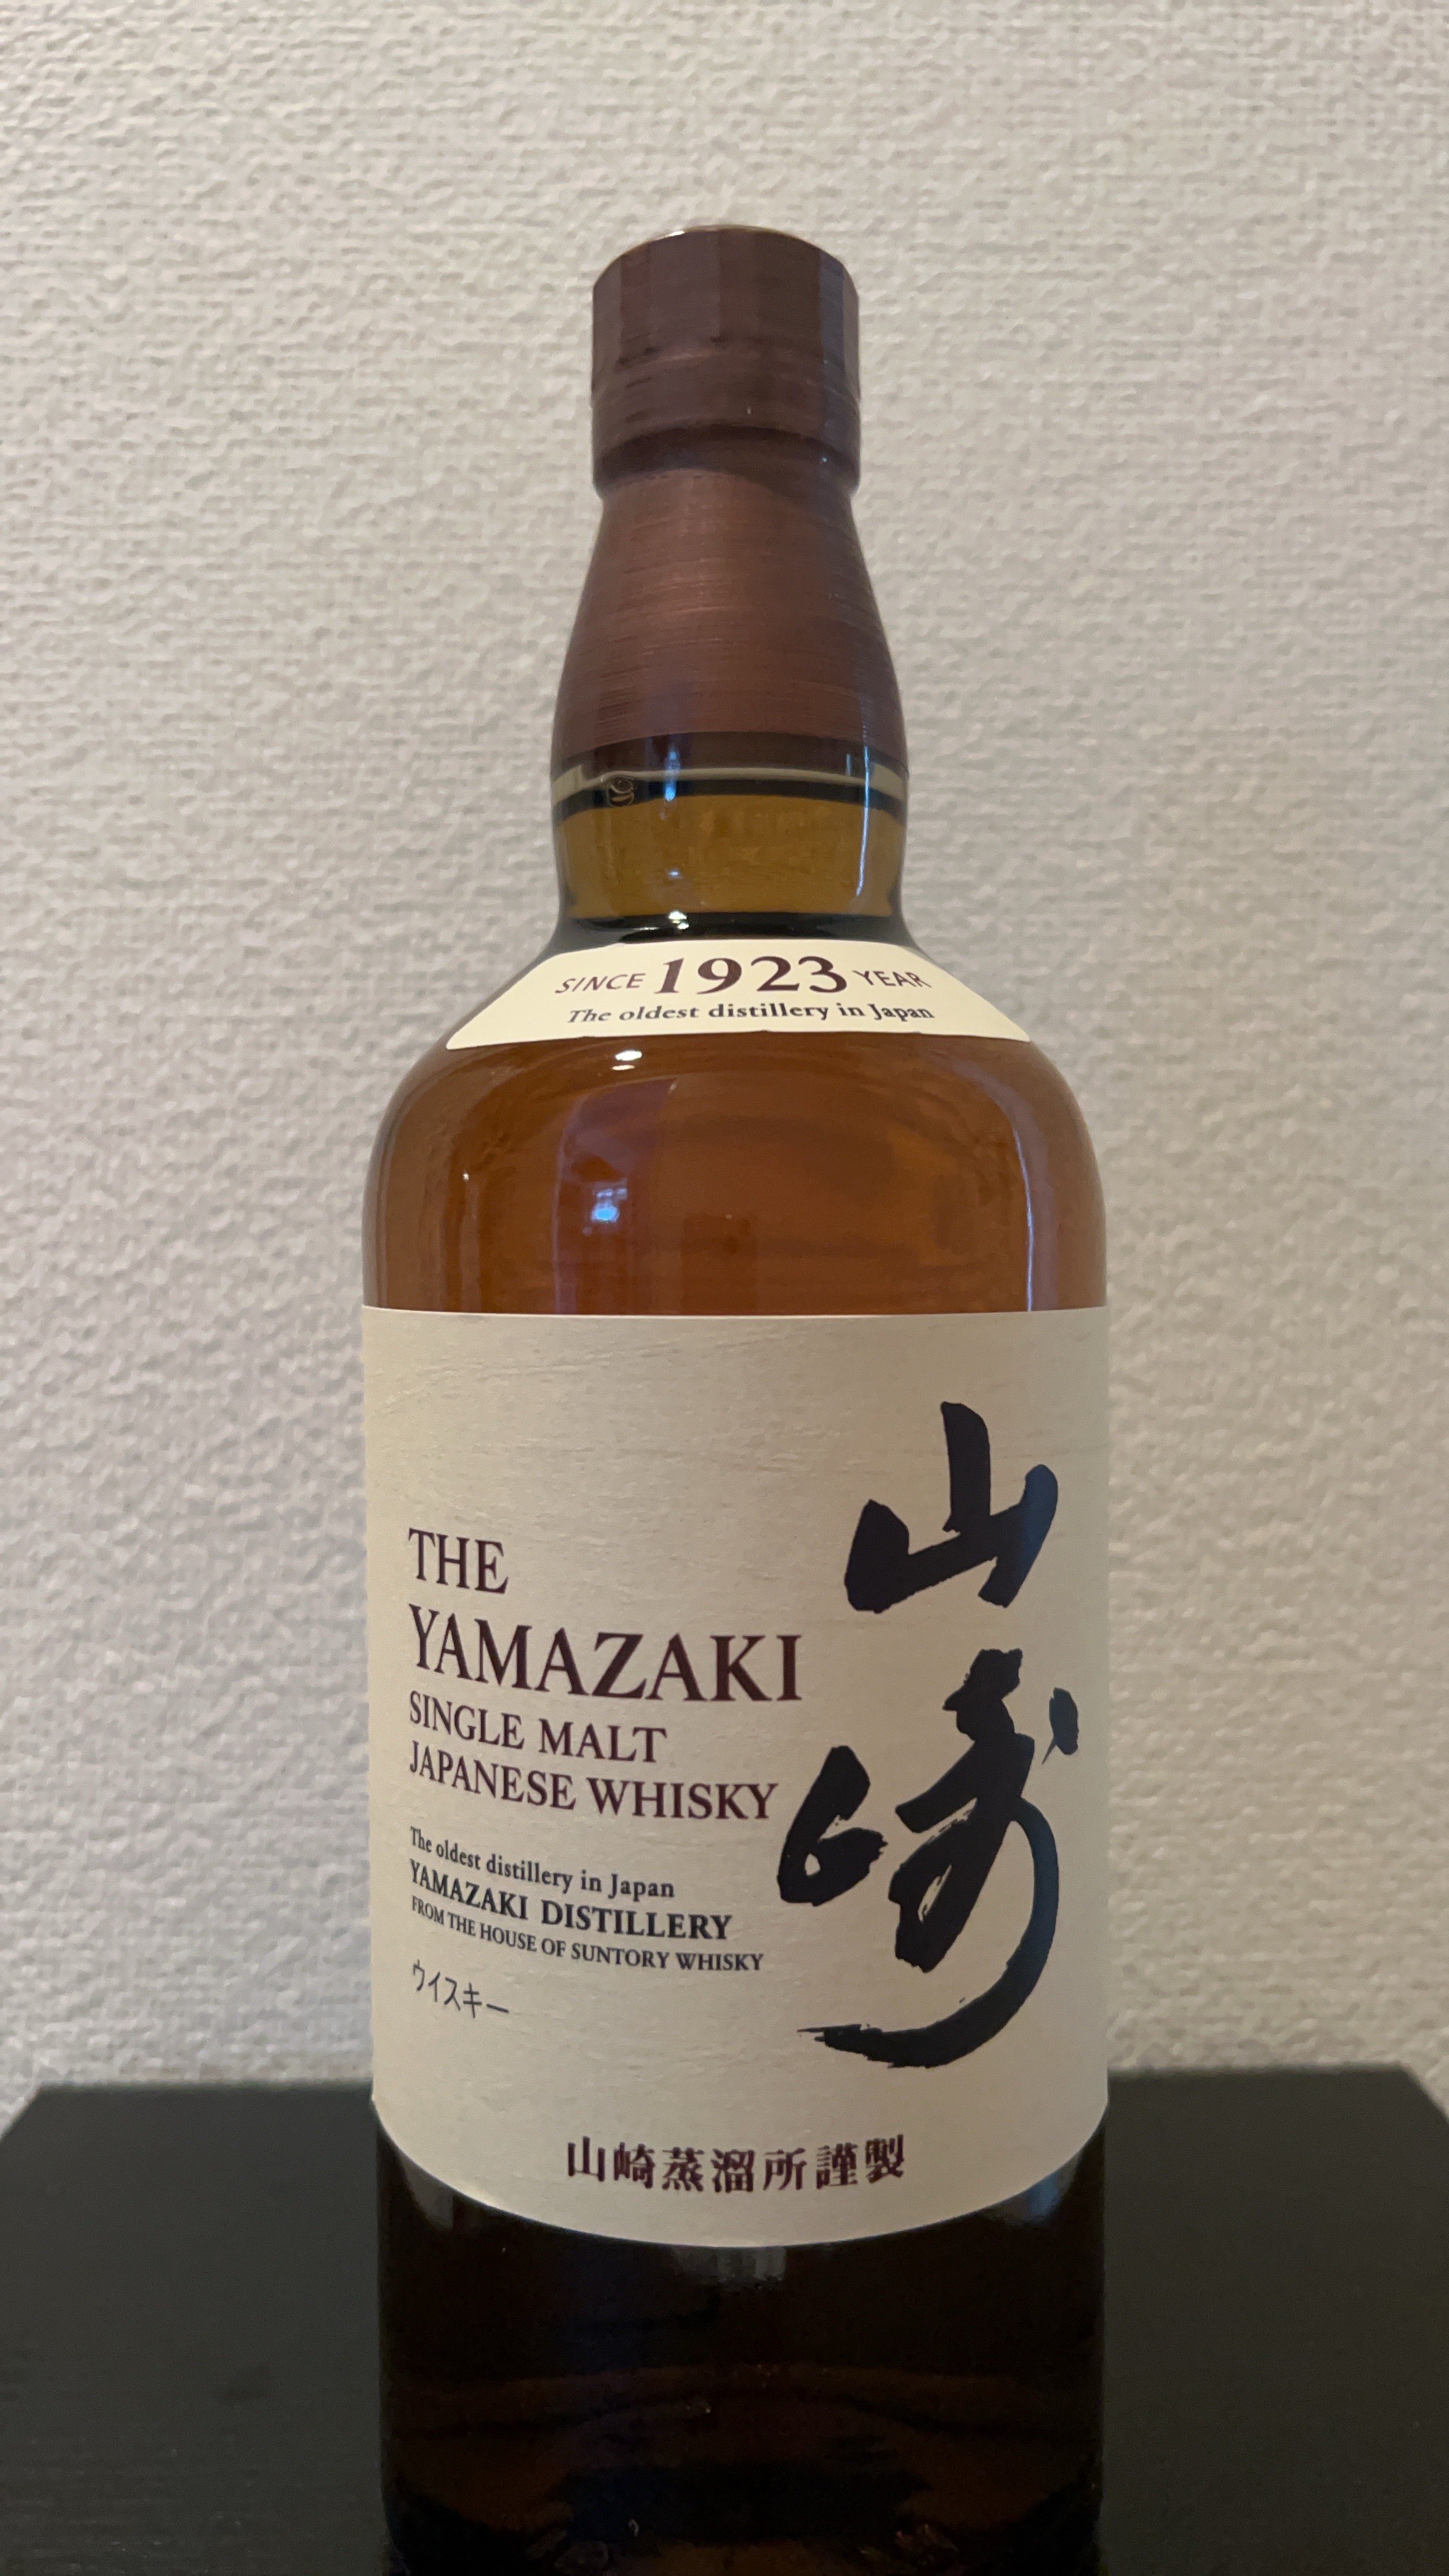 SINCE 1923 YEAR
The oldest distillery in Japan
山崎
THE
YAMAZAKI
SINGLE MALT
JAPANESE WHISKY
The oldest distillery in Japan
YAMAZAKI DISTILLERY
FROM THE HOUSE OF SUNTORY WHISKY
ウイスキー
山崎蒸溜所謹製